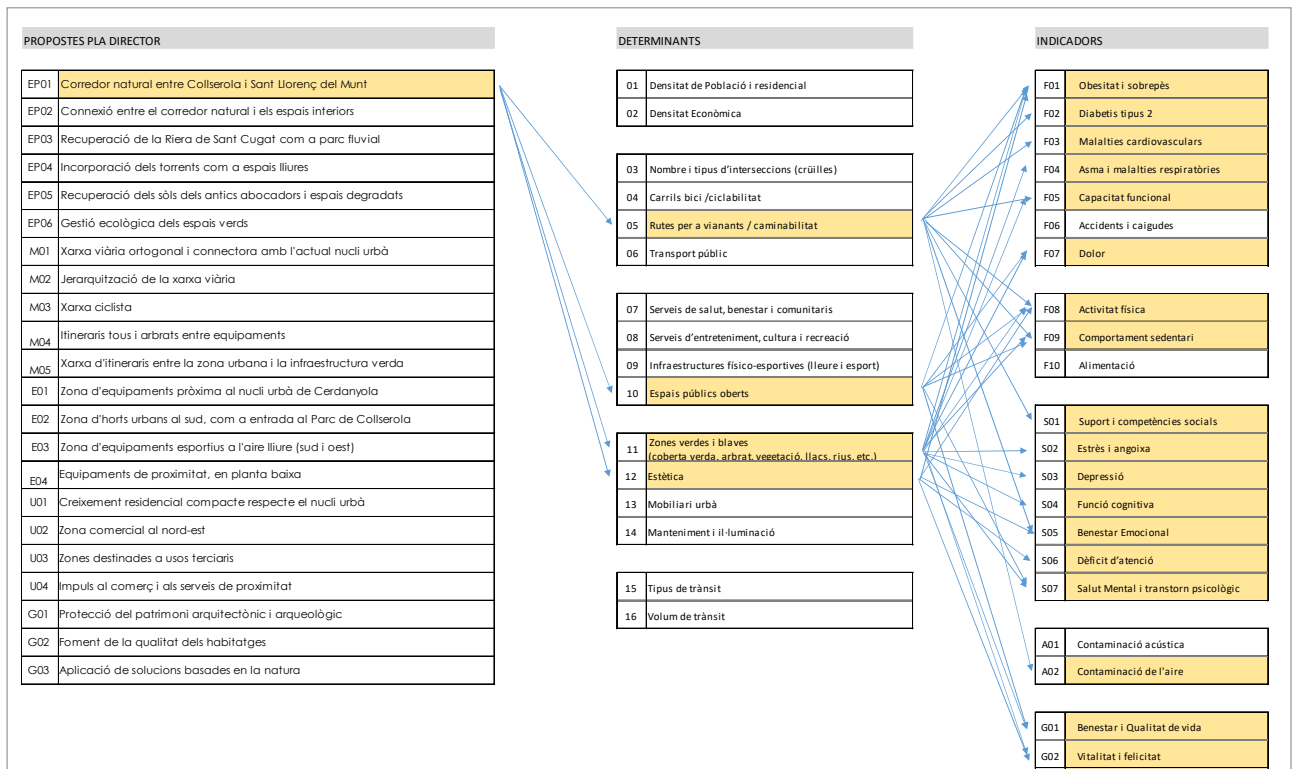 PROPOSTES PLA DIRECTOR
EP01 Corredor natural entre Collserola i Sant Llorenç del Munt
EP02 Connexió entre el corredor natural i els espais interiors
EP03 Recuperació de la Riera de Sant Cugat com a parc fluvial
EP04 Incorporació dels torrents com a espais lliures
EP05 Recuperació dels sòls dels antics abocadors i espais degradats
EP06 Gestió ecològica dels espais verds
M01 Xarxa viària ortogonal i connectora amb l'actual nucli urbà
M02 Jerarquització de la xarxa viària
M03 Xarxa ciclista
M04 Itineraris tous i arbrats entre equipaments
M05 Xarxa d'itineraris entre la zona urbana i la infraestructura verda
E01 Zona d'equipaments pròxima al nucli urbà de Cerdanyola
E02 Zona d'horts urbans al sud, com a entrada al Parc de Collserola
E03 Zona d'equipaments esportius a l'aire lliure (sud i oest)
E04 Equipaments de proximitat, en planta baixa
U01 Creixement residencial compacte respecte el nucli urbà
U02 Zona comercial al nord-est
U03 Zones destinades a usos terciaris
U04 Impuls al comerç i als serveis de proximitat
G01 Protecció del patrimoni arquitectònic i arqueològic
G02 Foment de la qualitat dels habitatges
G03 Aplicació de solucions basades en la natura
DETERMINANTS
01 Densitat de Població i residencial
02 Densitat Econòmica
03 Nombre i tipus d'interseccions (crüilles)
04 Carrils bici /ciclabilitat
05 Rutes per a vianants / caminabilitat
06 Transport públic
07 Serveis de salut, benestar i comunitaris
08 Serveis d'entreteniment, cultura i recreació
09 Infraestructures físico-esportives (lleure i esport)
10 Espais públics oberts
11 Zones verdes i blaves
(coberta verda, arbrat, vegetació, llacs, rius, etc.)
12 Estètica
13 Mobiliari urbà
14 Manteniment i il·luminació
15 Tipus de trànsit
16 Volum de trànsit
INDICADORS
F01 Obesitat i sobrepès
F02 Diabetis tipus 2
F03 Malalties cardiovasculars
F04 Asma i malalties respiratòries
F05 Capacitat funcional
F06 Accidents i caigudes
F07 Dolor
F08 Activitat física
F09 Comportament sedentari
F10 Alimentació
S01 Suport i competències socials
S02 Estrès i angoixa
S03 Depressió
S04 Funció cognitiva
S05 Benestar Emocional
S06 Dèficit d'atenció
S07 Salut Mental i transtorn psicològic
A01 Contaminació acústica
A02 Contaminació de l'aire
G01 Benestar i Qualitat de vida
G02 Vitalitat i felicitat